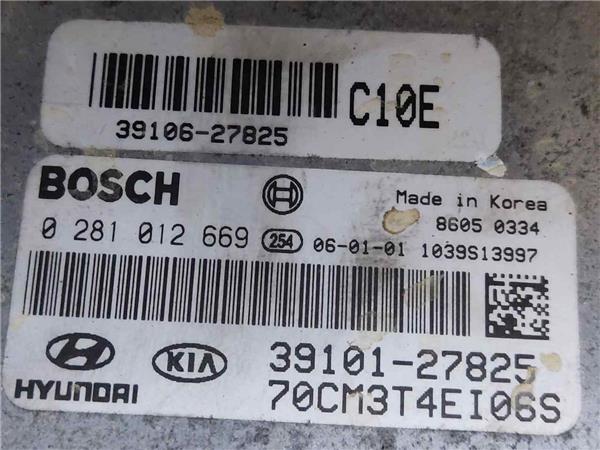 C10E
39106-27825
BOSCH
Made in Korea
8605 0334
0 281 012 669 254 06-01-01 1039S13997
HYUNDAI KIA 39101-27825
70CM3T4EI06S